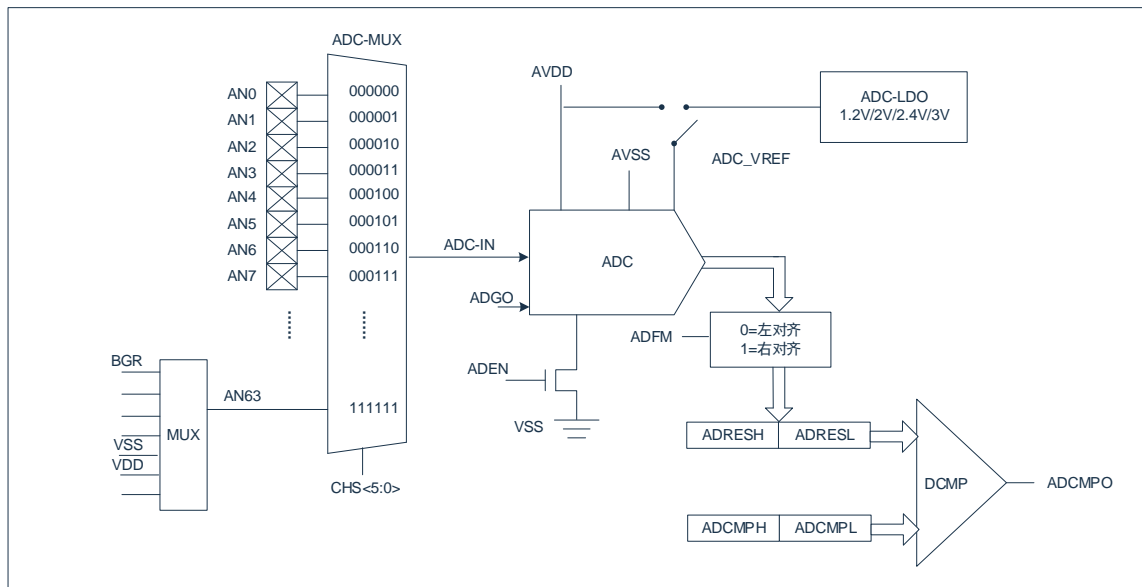 ADC-MUX
AN0
000000
AN1
000001
AN2
000010
AN3
000011
AN4
000100
AN5
000101
AN6
000110
AN7
000111
BGR
VSS
VDD
MUX
AN63
111111
CHS<5:0>
AVDD
AVSS
ADC_VREF
ADC-LDO
1.2V/2V/2.4V/3V
ADC-IN
ADC
ADGO
ADEN
VSS
ADFM
0=左对齐
1=右对齐
ADRESH
ADRESL
ADCMPH
ADCMPL
DCMP
ADCMPO